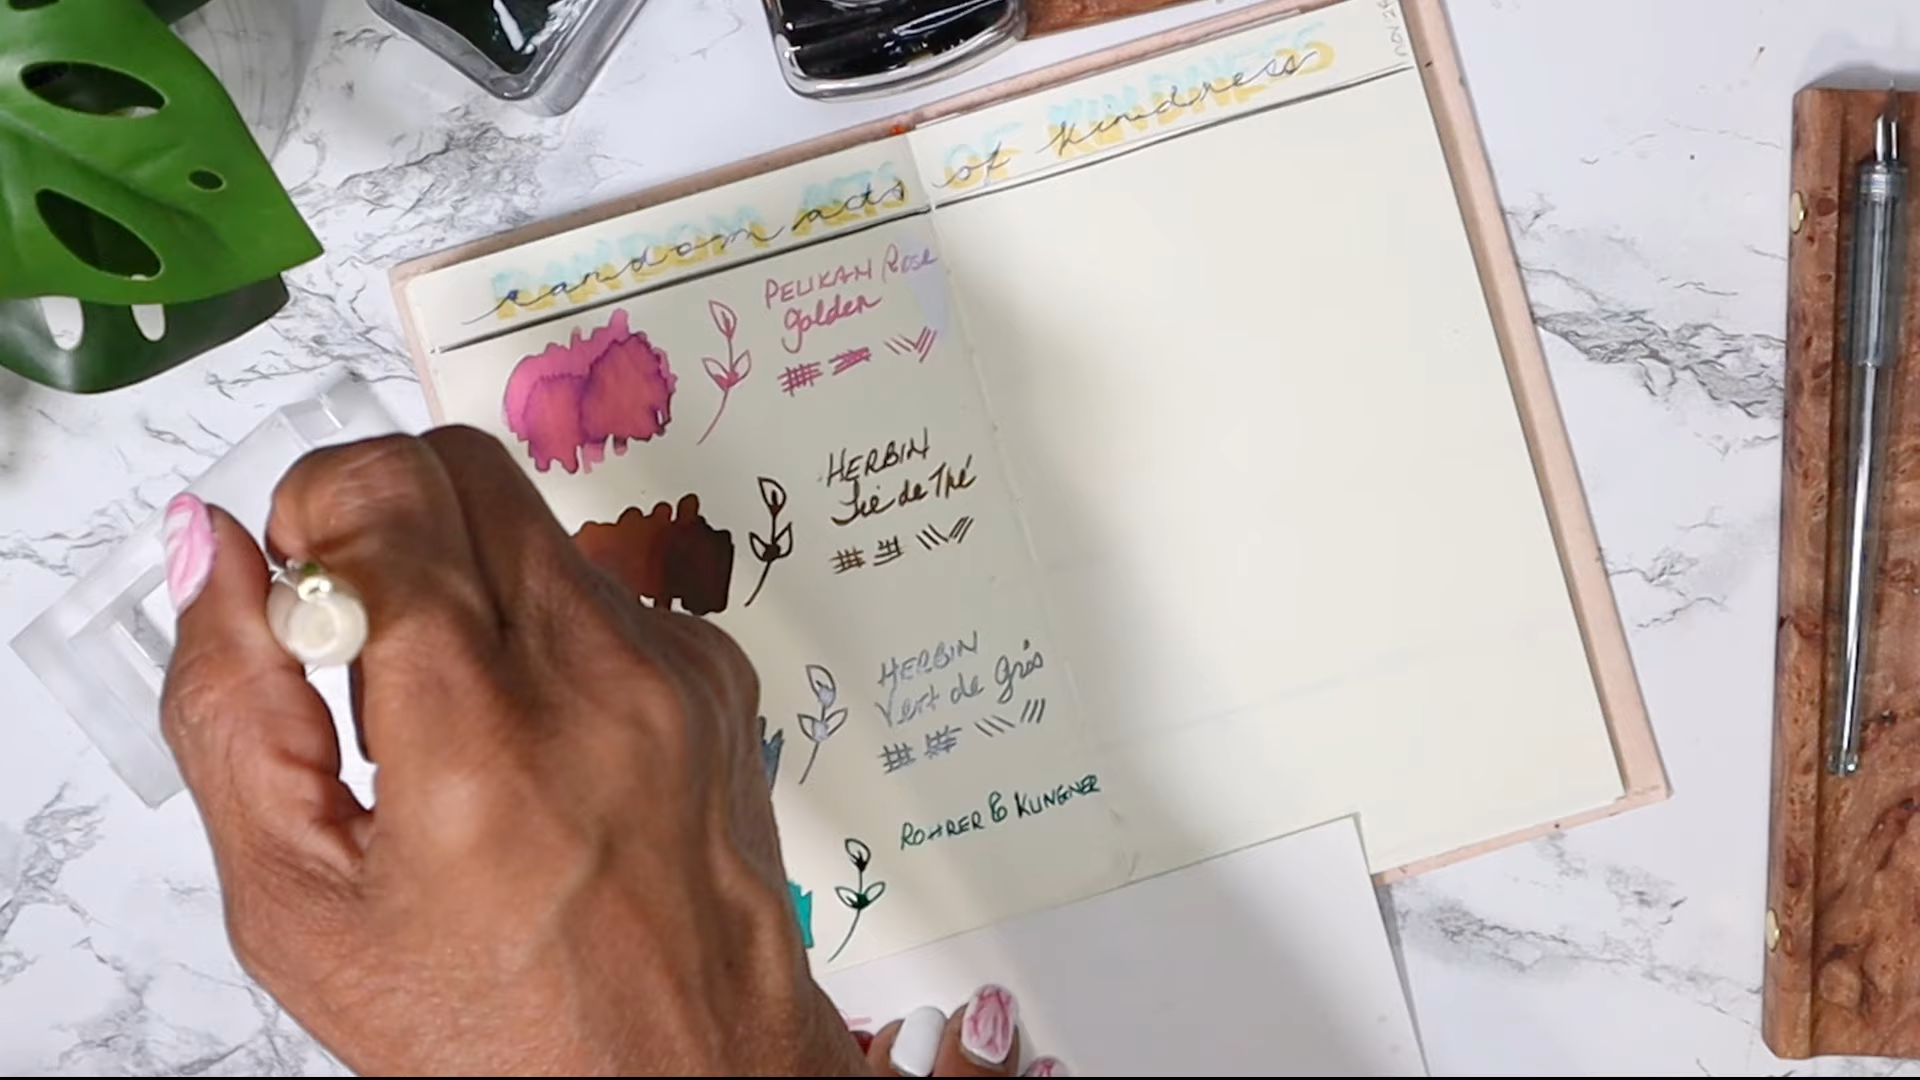 RANDOM ACTS OF KINDNESS
random acts of kindness
PELIKAN Rose
golden
HERBIN
Lie de Thé
HERBIN
Vert de Gris
ROHRER & KLINGNER